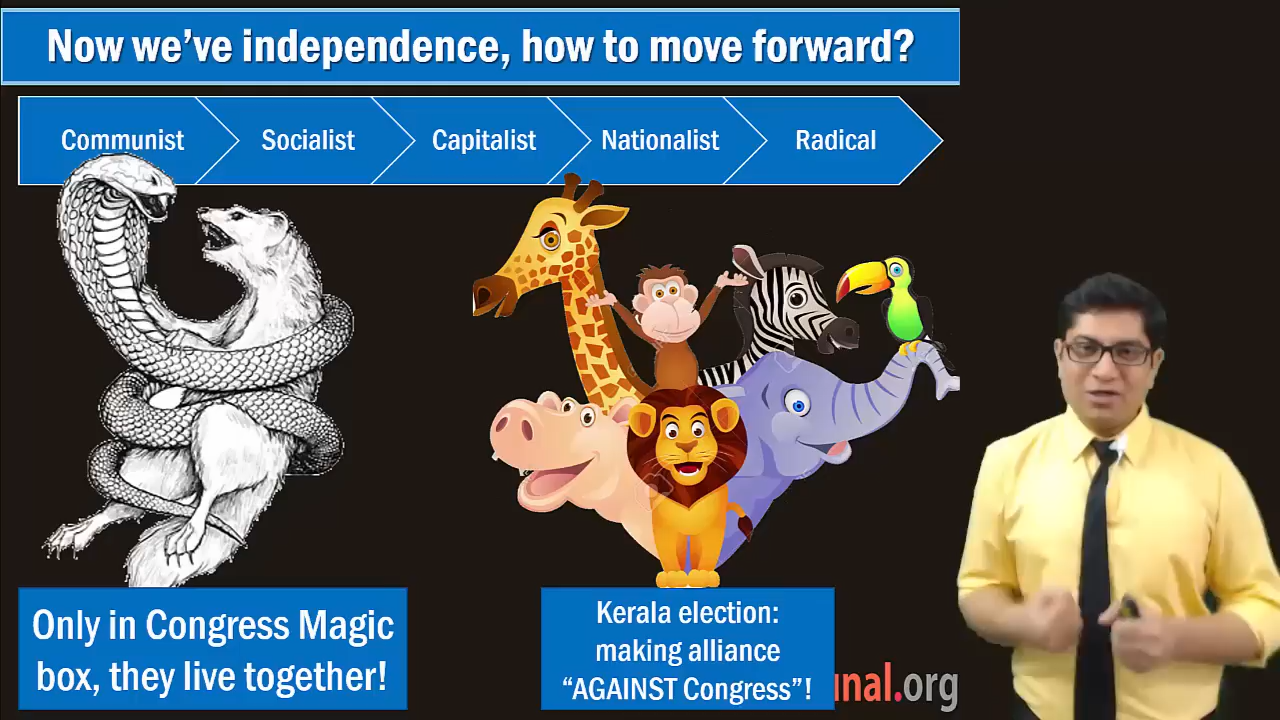 Now we've independence, how to move forward?
Communist Socialist Capitalist Nationalist Radical
Only in Congress Magic
box, they live together!
Kerala election:
making alliance
"AGAINST Congress"!
.org